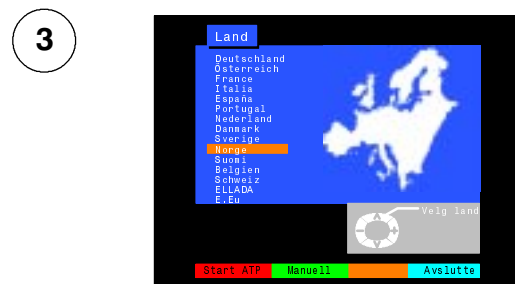 3
Land
Deutschland
Österreich
France
Italia
España
Portugal
Nederland
Danmark
Sverige
Norge
Suomi
Belgien
Schweiz
ELLADA
E.Eu
Velg land
Start ATP Manuell Avslutte